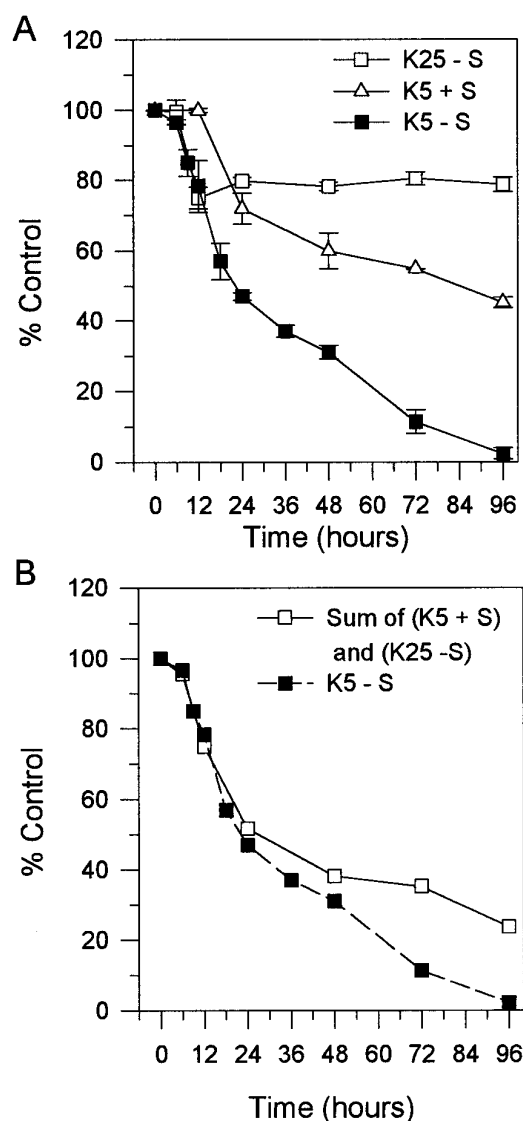 A
120
100
80
60
40
20
0
% Control
K25 - S
K5 + S
K5 - S
0 12 24 36 48 60 72 84 96
Time (hours)
B
120
100
80
60
40
20
0
% Control
Sum of (K5 + S)
and (K25 -S)
K5 - S
0 12 24 36 48 60 72 84 96
Time (hours)